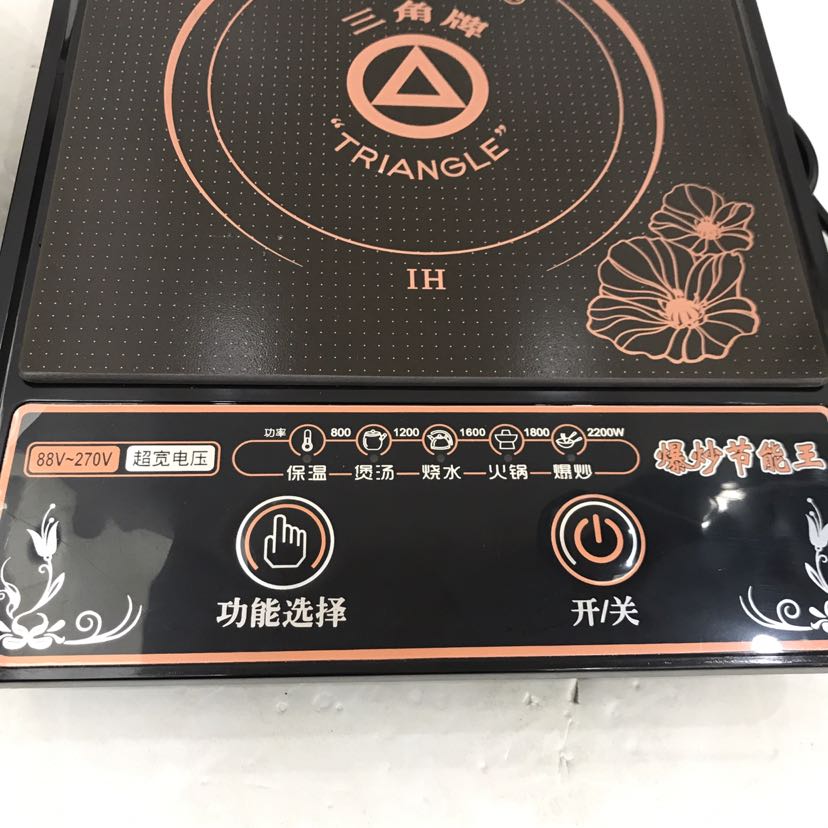 三角牌
"TRIANGLE"
IH
功率 800 1200 1600 1800 2200W
88V~270V 超宽电压
保温 煲汤 烧水 火锅 爆炒
爆炒节能王
功能选择
开/关